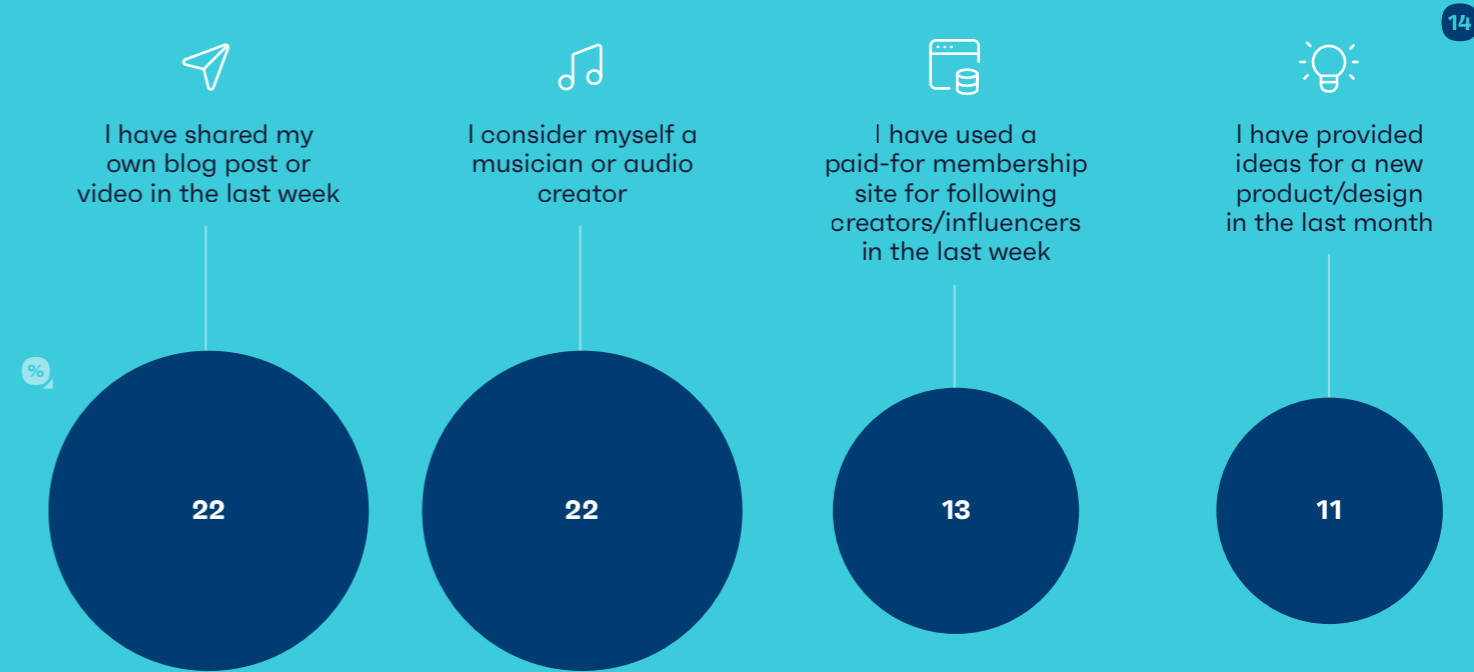 14
I have shared my
own blog post or
video in the last week
I consider myself a
musician or audio
creator
I have used a
paid-for membership
site for following
creators/influencers
in the last week
I have provided
ideas for a new
product/design
in the last month
%
22
22
13
11